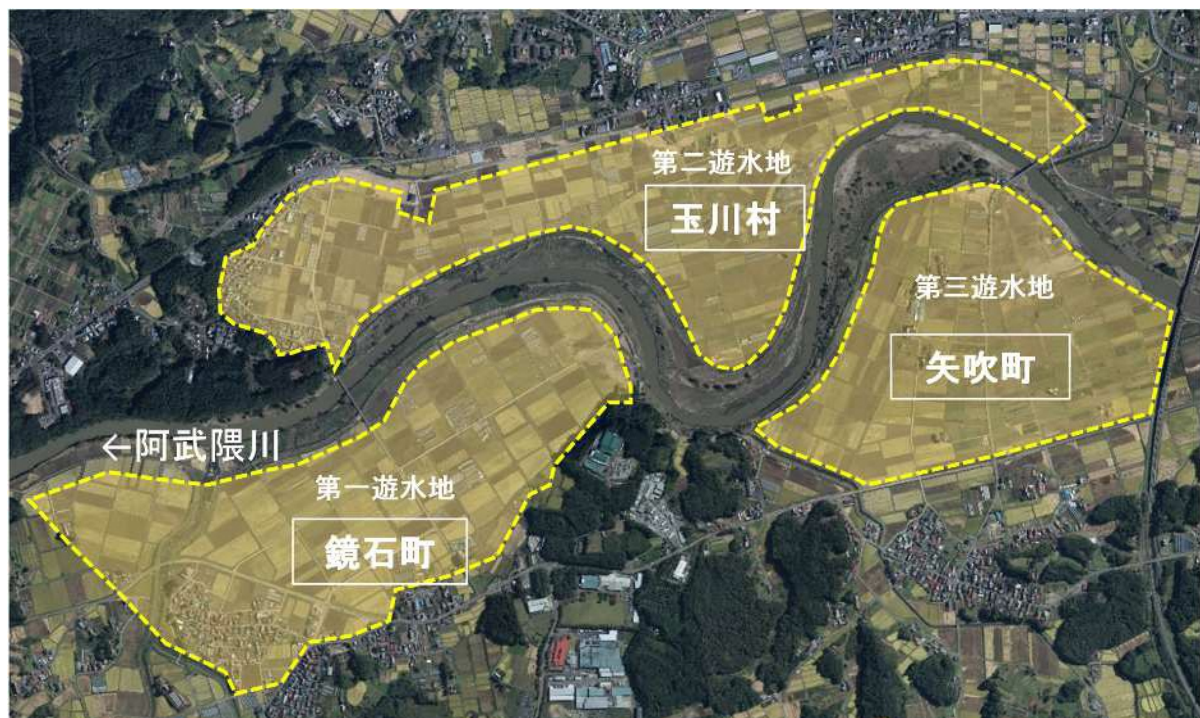 第二遊水地
玉川村
第三遊水地
矢吹町
←阿武隈川
第一遊水地
鏡石町